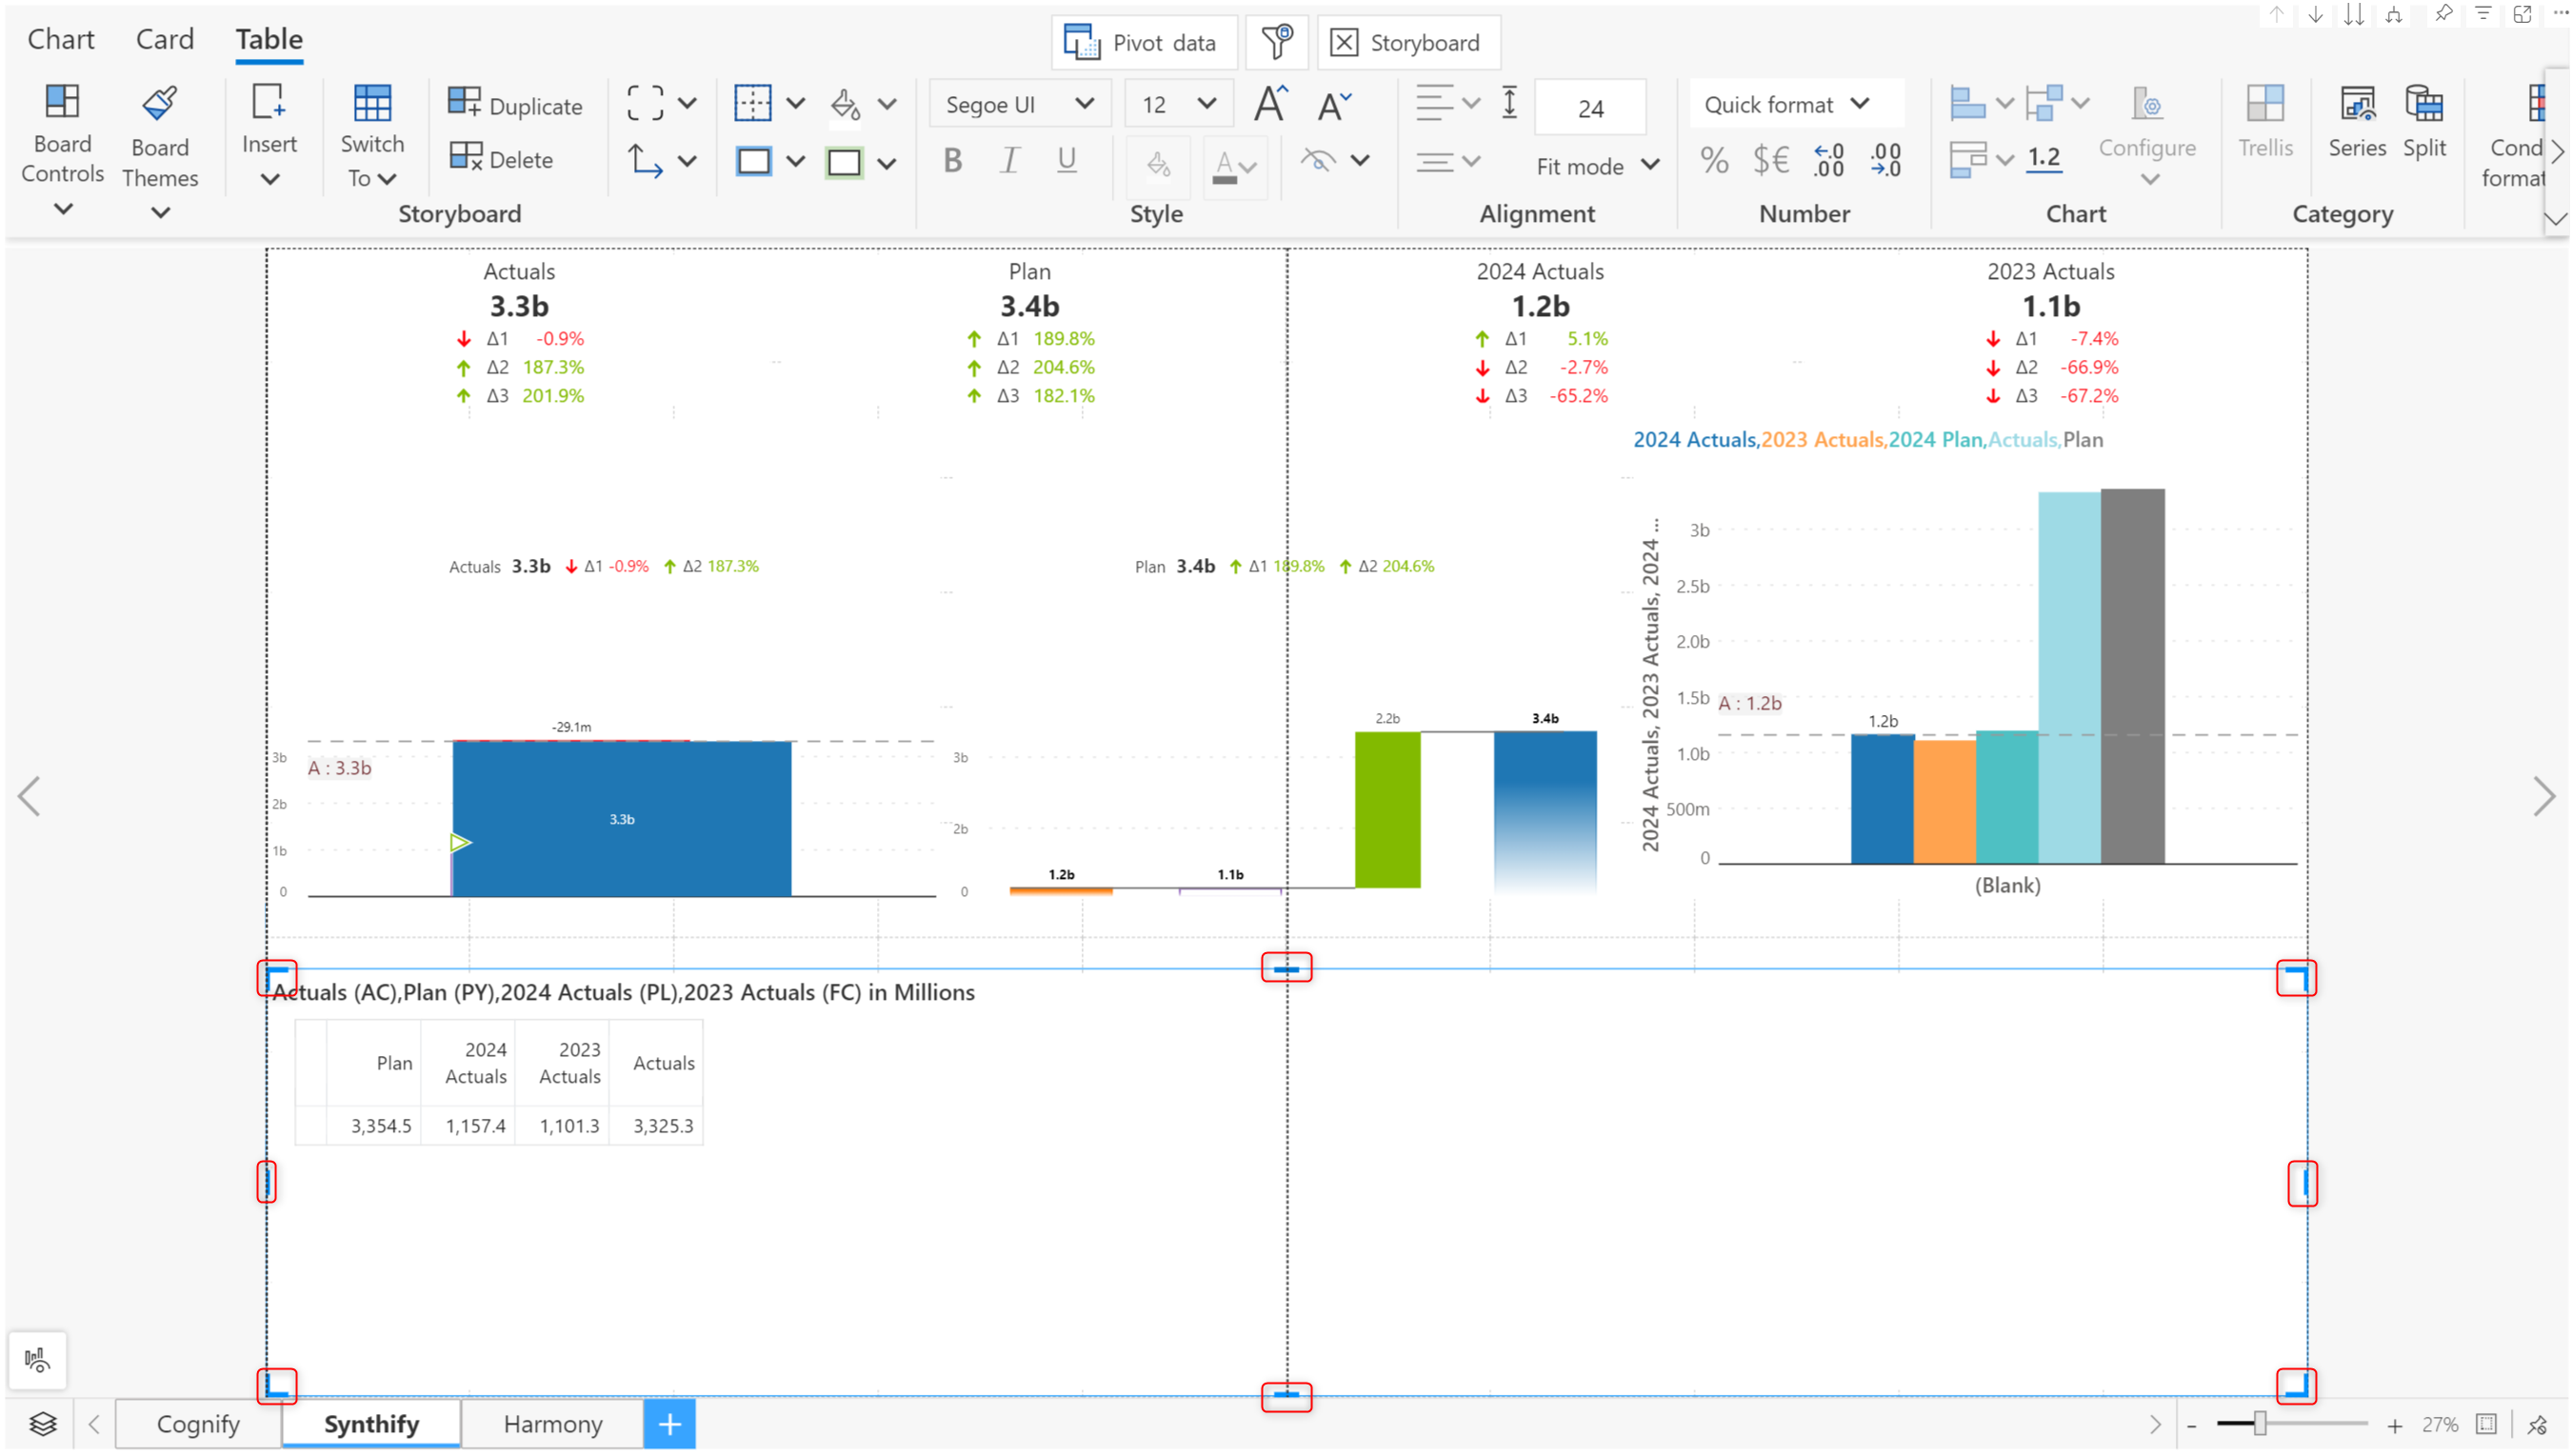 Chart Card Table
Pivot data
Storyboard
Board Controls
Board Themes
Insert
Switch To
Duplicate
Delete
Storyboard
Segoe UI
12
B I U
A
Style
24
Fit mode
Alignment
Quick format
% $€ .0 .00 .00 .0
Number
1.2
Configure
Chart
Trellis
Series
Split
Category
Cond
format
Actuals
3.3b
Δ1 -0.9%
Δ2 187.3%
Δ3 201.9%
Plan
3.4b
Δ1 189.8%
Δ2 204.6%
Δ3 182.1%
2024 Actuals
1.2b
Δ1 5.1%
Δ2 -2.7%
Δ3 -65.2%
2023 Actuals
1.1b
Δ1 -7.4%
Δ2 -66.9%
Δ3 -67.2%
Actuals 3.3b Δ1 -0.9% Δ2 187.3%
-29.1m
3b
A : 3.3b
2b
3.3b
1b
0
Plan 3.4b Δ1 189.8% Δ2 204.6%
2.2b 3.4b
3b
2b
1.2b 1.1b
0
2024 Actuals,2023 Actuals,2024 Plan,Actuals,Plan
2024 Actuals, 2023 Actuals, 2024 ...
3b
2.5b
2.0b
1.5b
A : 1.2b
1.2b
1.0b
500m
0
(Blank)
Actuals (AC),Plan (PY),2024 Actuals (PL),2023 Actuals (FC) in Millions
Plan 2024 Actuals 2023 Actuals Actuals
3,354.5 1,157.4 1,101.3 3,325.3
Cognify Synthify Harmony +
- + 27%